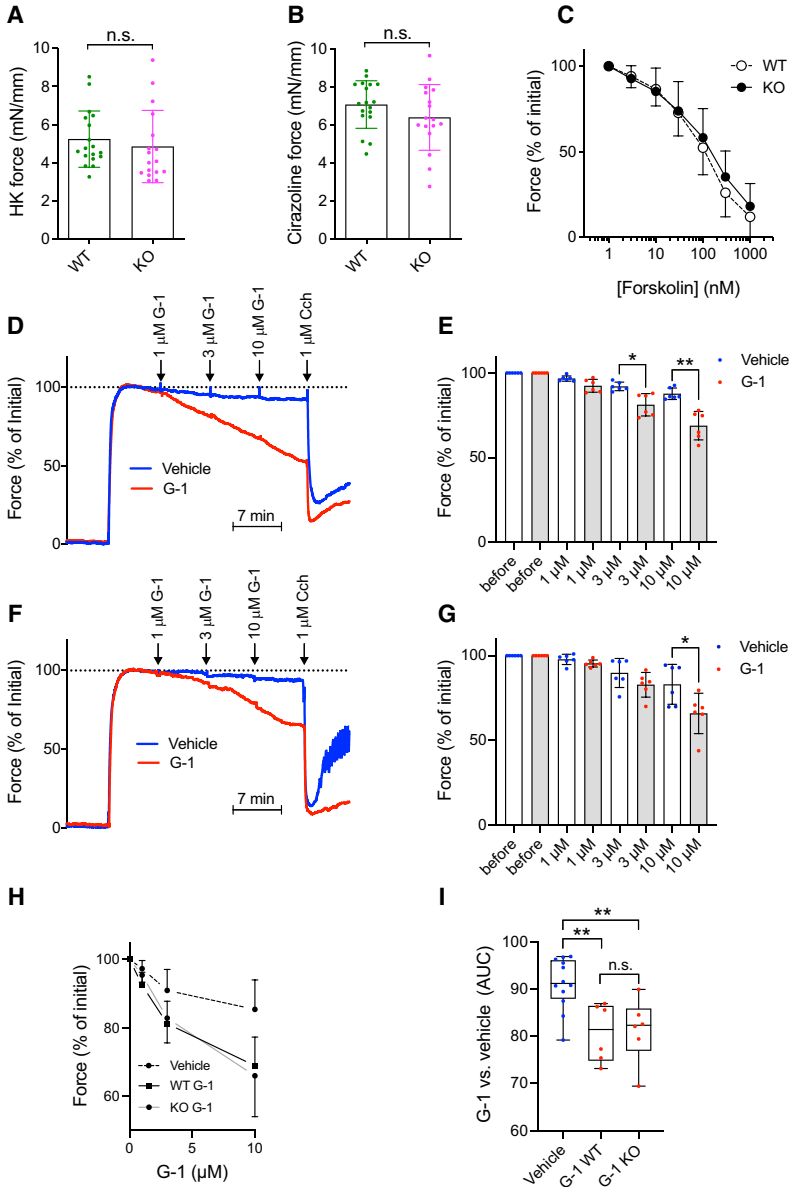 A
n.s.
HK force (mN/mm)
10
8
6
4
2
0
WT
KO
B
n.s.
Cirazoline force (mN/mm)
10
8
6
4
2
0
WT
KO
C
Force (% of initial)
100
50
0
WT
KO
1
10
100
1000
[Forskolin] (nM)
D
1 μM G-1
3 μM G-1
10 μM G-1
1 μM Cch
Force (% of Initial)
100
50
0
Vehicle
G-1
7 min
E
Force (% of initial)
100
50
0
*
**
Vehicle
G-1
before
before
1 μM
1 μM
3 μM
3 μM
10 μM
10 μM
F
1 μM G-1
3 μM G-1
10 μM G-1
1 μM Cch
Force (% of Initial)
100
50
0
Vehicle
G-1
7 min
G
Force (% of initial)
100
50
0
*
Vehicle
G-1
before
before
1 μM
1 μM
3 μM
3 μM
10 μM
10 μM
H
Force (% of initial)
100
80
60
Vehicle
WT G-1
KO G-1
0
5
10
G-1 (μM)
I
G-1 vs. vehicle (AUC)
100
90
80
70
60
**
**
n.s.
Vehicle
G-1 WT
G-1 KO